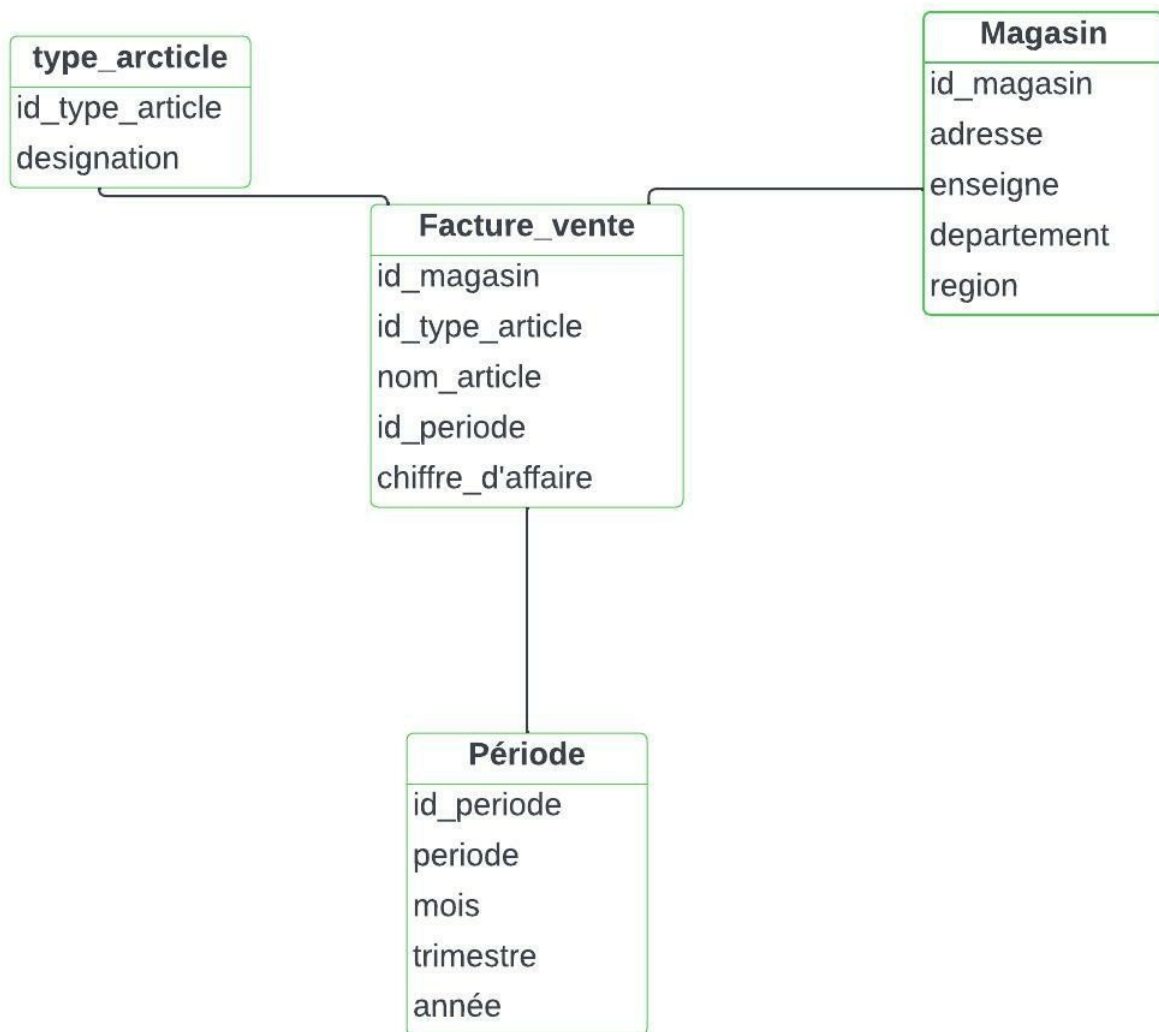 type_arcticle
id_type_article
designation
Magasin
id_magasin
adresse
enseigne
departement
region
Facture_vente
id_magasin
id_type_article
nom_article
id_periode
chiffre_d'affaire
Période
id_periode
periode
mois
trimestre
année